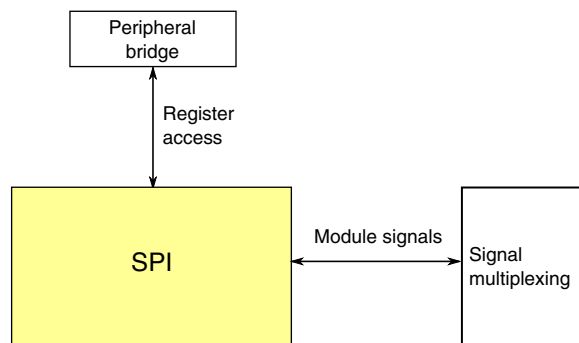 Peripheral
bridge
Register
access
SPI
Module signals
Signal
multiplexing